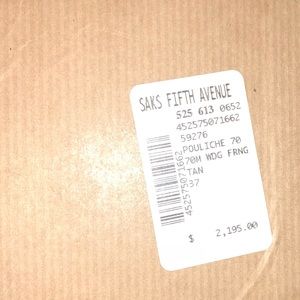 SAKS FIFTH AVENUE
525 613 0652
452575071662
59276
POULICHE 70
70M WDG FRNG
TAN
37
452575071662
$ 2,195.00